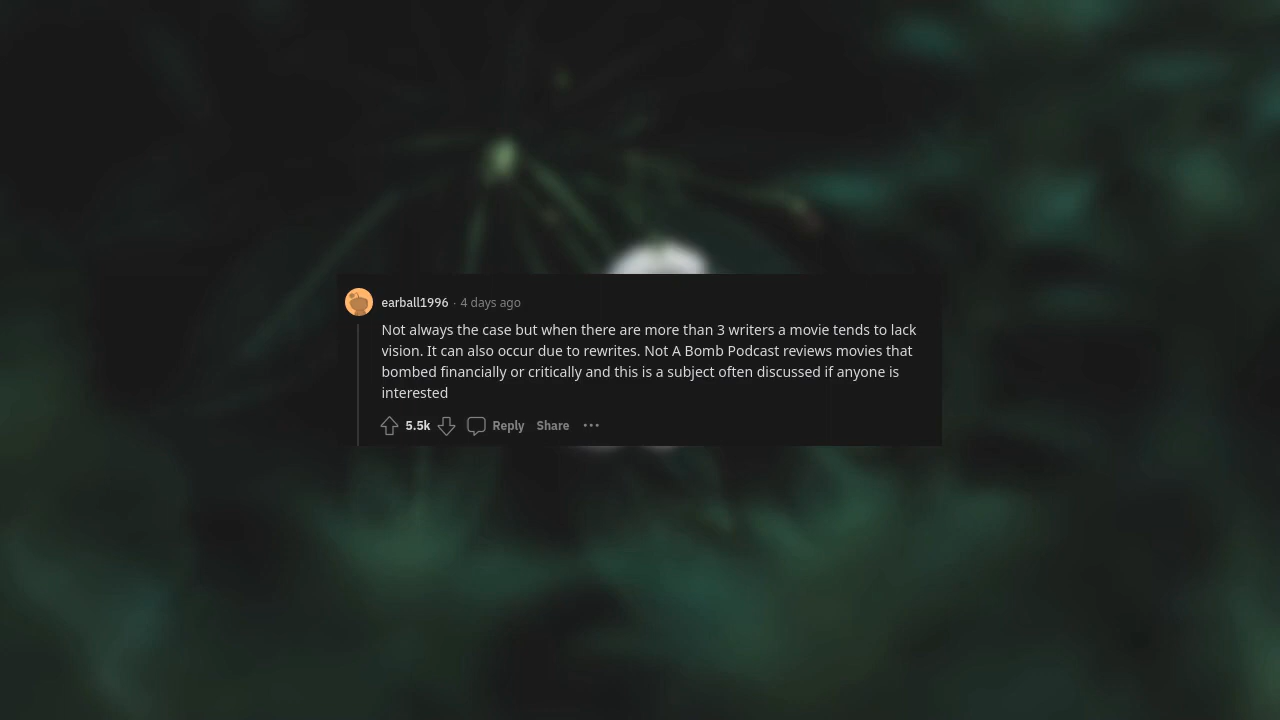 earball1996 · 4 days ago
Not always the case but when there are more than 3 writers a movie tends to lack
vision. It can also occur due to rewrites. Not A Bomb Podcast reviews movies that
bombed financially or critically and this is a subject often discussed if anyone is
interested
5.5k Reply Share ···